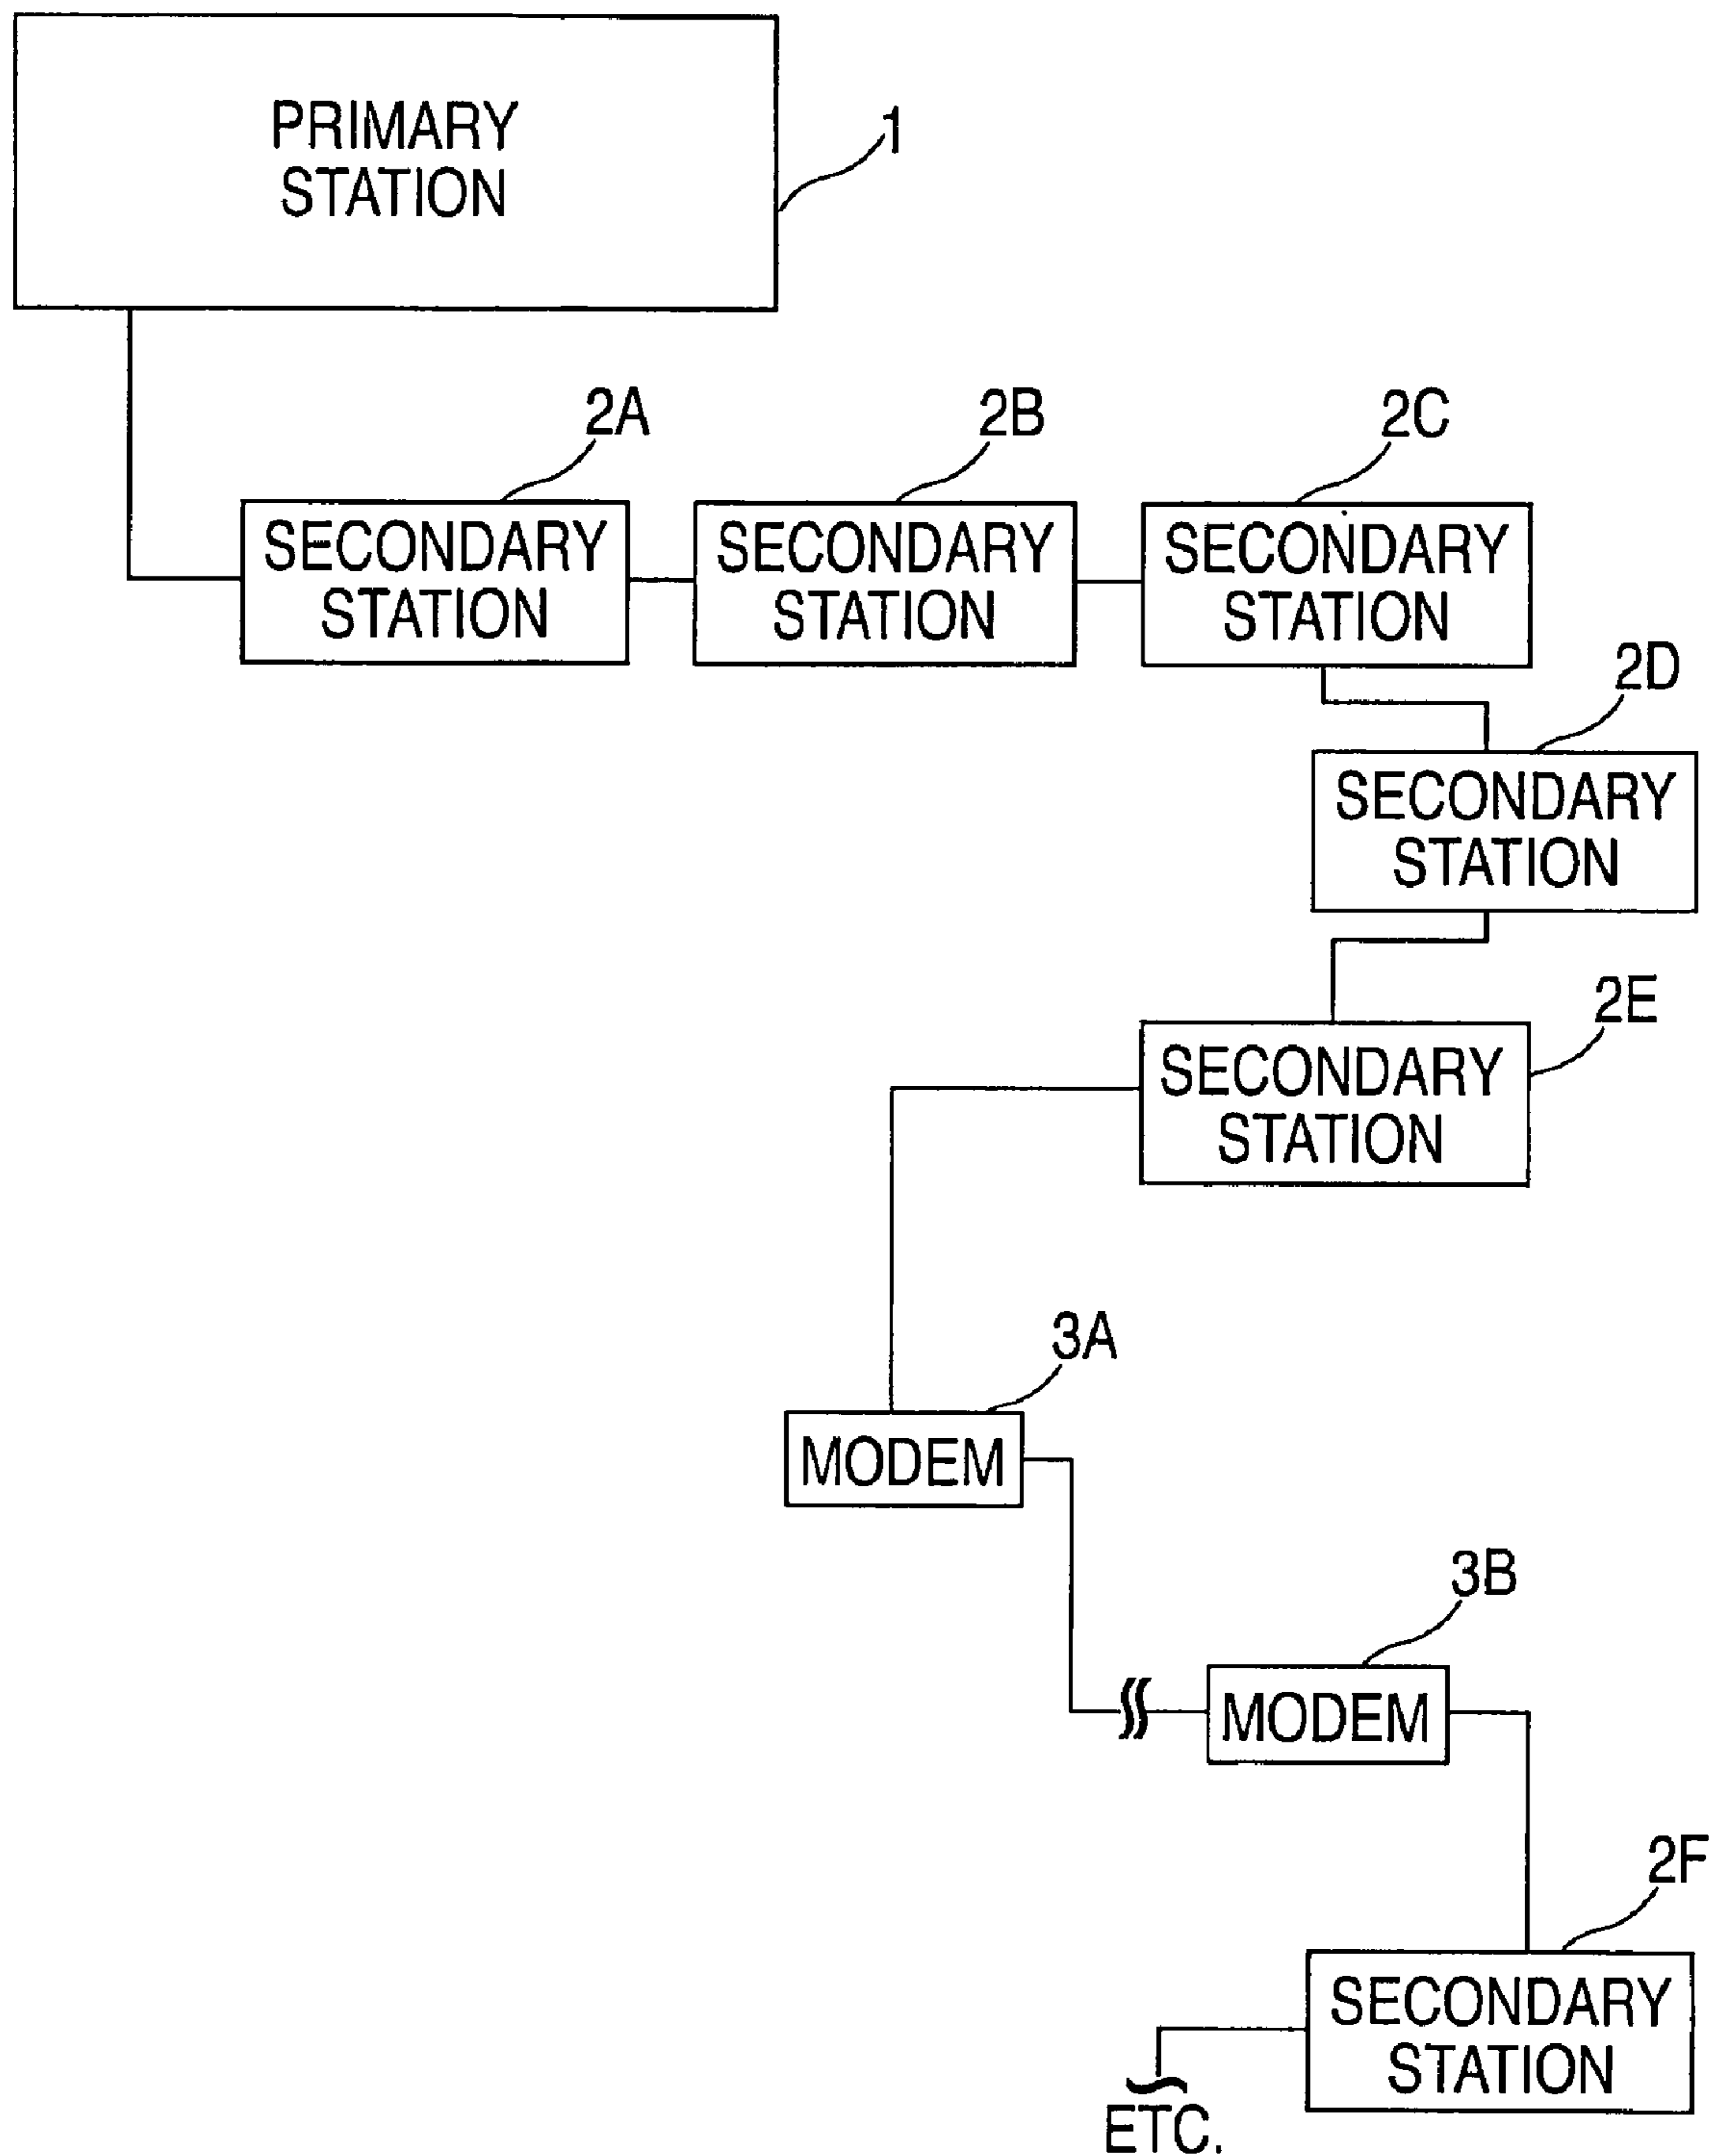 PRIMARY
STATION
1
2A
2B
2C
SECONDARY
STATION
SECONDARY
STATION
SECONDARY
STATION
2D
SECONDARY
STATION
2E
SECONDARY
STATION
3A
MODEM
3B
MODEM
2F
SECONDARY
STATION
ETC.